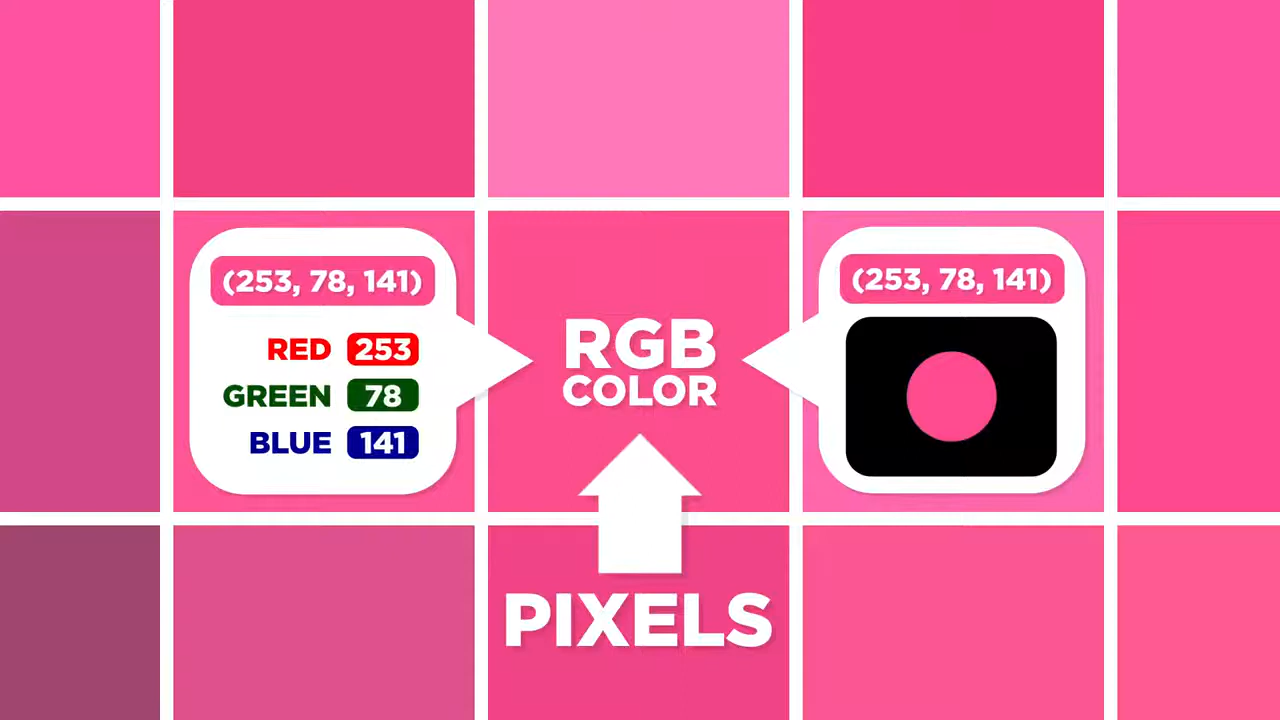 (253, 78, 141)
RED 253
GREEN 78
BLUE 141
RGB
COLOR
(253, 78, 141)
PIXELS